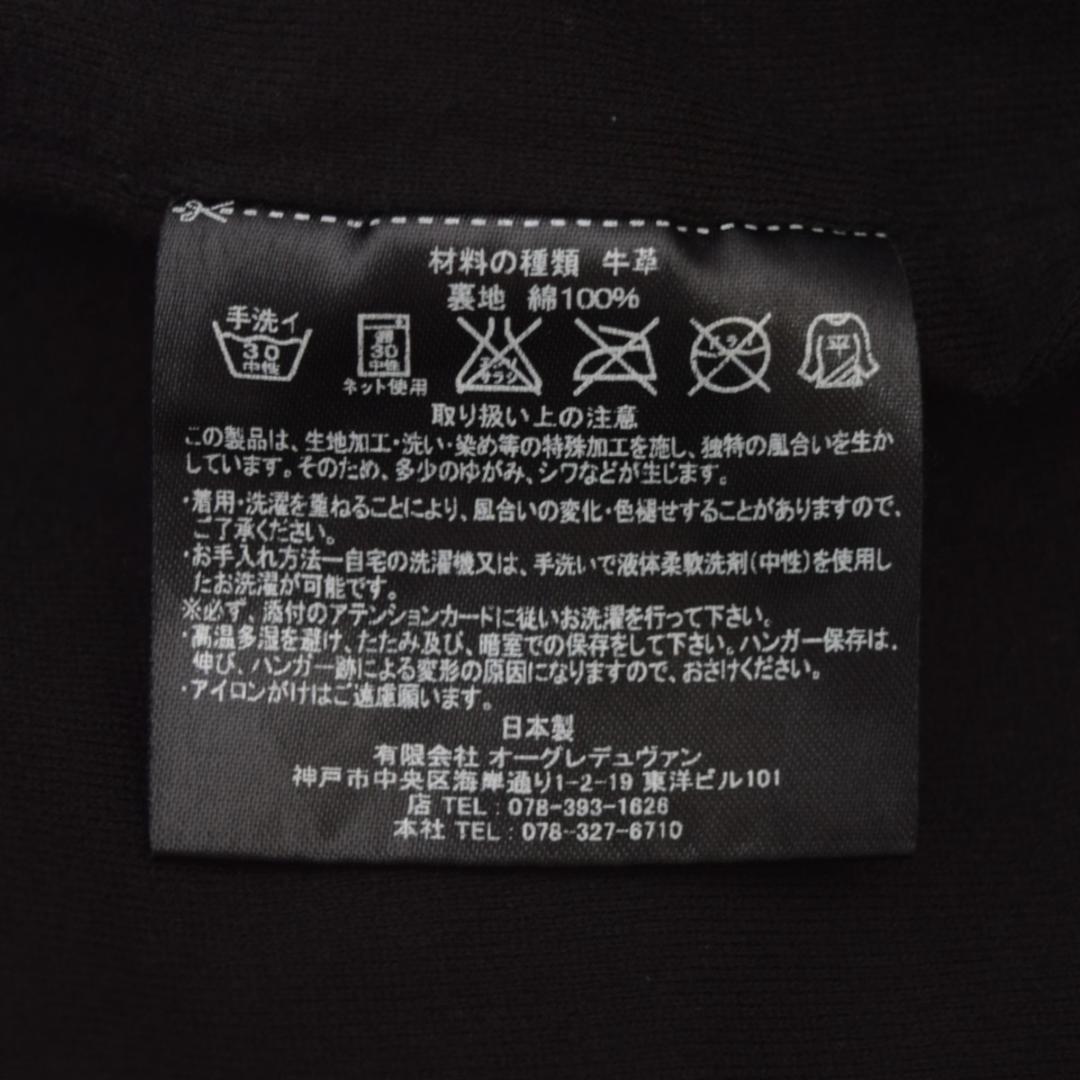 材料の種類 牛革
裏地 綿100%
手洗イ
30
中性
弱
30
中性
ネット使用
エンソ
サラシ
ドライ
平
取り扱い上の注意
この製品は、生地加工・洗い・染め等の特殊加工を施し、独特の風合いを生か
しています。そのため、多少のゆがみ、シワなどが生じます。
・着用・洗濯を重ねることにより、風合いの変化・色褪せすることがありますので、
ご了承ください。
・お手入れ方法ー自宅の洗濯機又は、手洗いで液体柔軟洗剤(中性)を使用し
たお洗濯が可能です。
※必ず、添付のアテンションカードに従いお洗濯を行って下さい。
・高温多湿を避け、たたみ及び、暗室での保存をして下さい。ハンガー保存は、
伸び、ハンガー跡による変形の原因になりますので、おさけください。
・アイロンがけはご遠慮願います。
日本製
有限会社 オーグレデュヴァン
神戸市中央区海岸通り1-2-19 東洋ビル101
店 TEL：078-393-1626
本社 TEL：078-327-6710